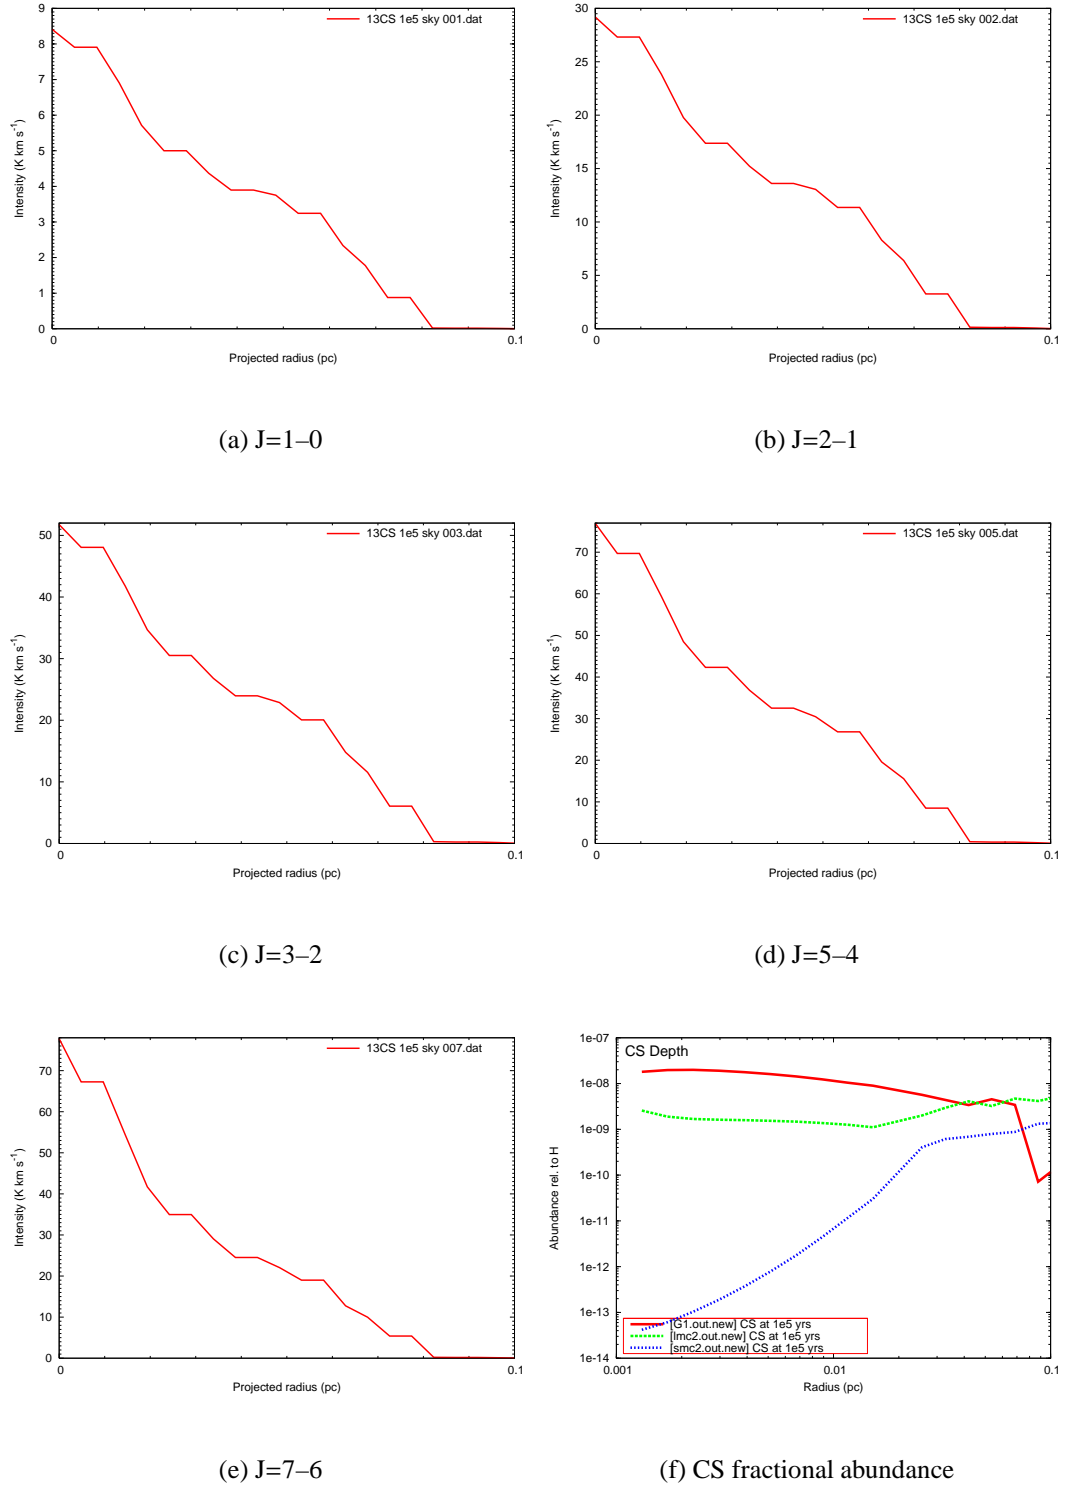 13CS 1e5 sky 001.dat
9
8
7
6
5
4
3
2
1
0
Intensity (K km s⁻¹)
0
0.1
Projected radius (pc)
(a) J=1–0
13CS 1e5 sky 002.dat
30
25
20
15
10
5
0
Intensity (K km s⁻¹)
0
0.1
Projected radius (pc)
(b) J=2–1
13CS 1e5 sky 003.dat
50
40
30
20
10
0
Intensity (K km s⁻¹)
0
0.1
Projected radius (pc)
(c) J=3–2
13CS 1e5 sky 005.dat
70
60
50
40
30
20
10
0
Intensity (K km s⁻¹)
0
0.1
Projected radius (pc)
(d) J=5–4
13CS 1e5 sky 007.dat
70
60
50
40
30
20
10
0
Intensity (K km s⁻¹)
0
0.1
Projected radius (pc)
(e) J=7–6
CS Depth
1e-07
1e-08
1e-09
1e-10
1e-11
1e-12
1e-13
1e-14
Abundance rel. to H
[G1.out.new] CS at 1e5 yrs
[lmc2.out.new] CS at 1e5 yrs
[smc2.out.new] CS at 1e5 yrs
0.001
0.01
0.1
Radius (pc)
(f) CS fractional abundance